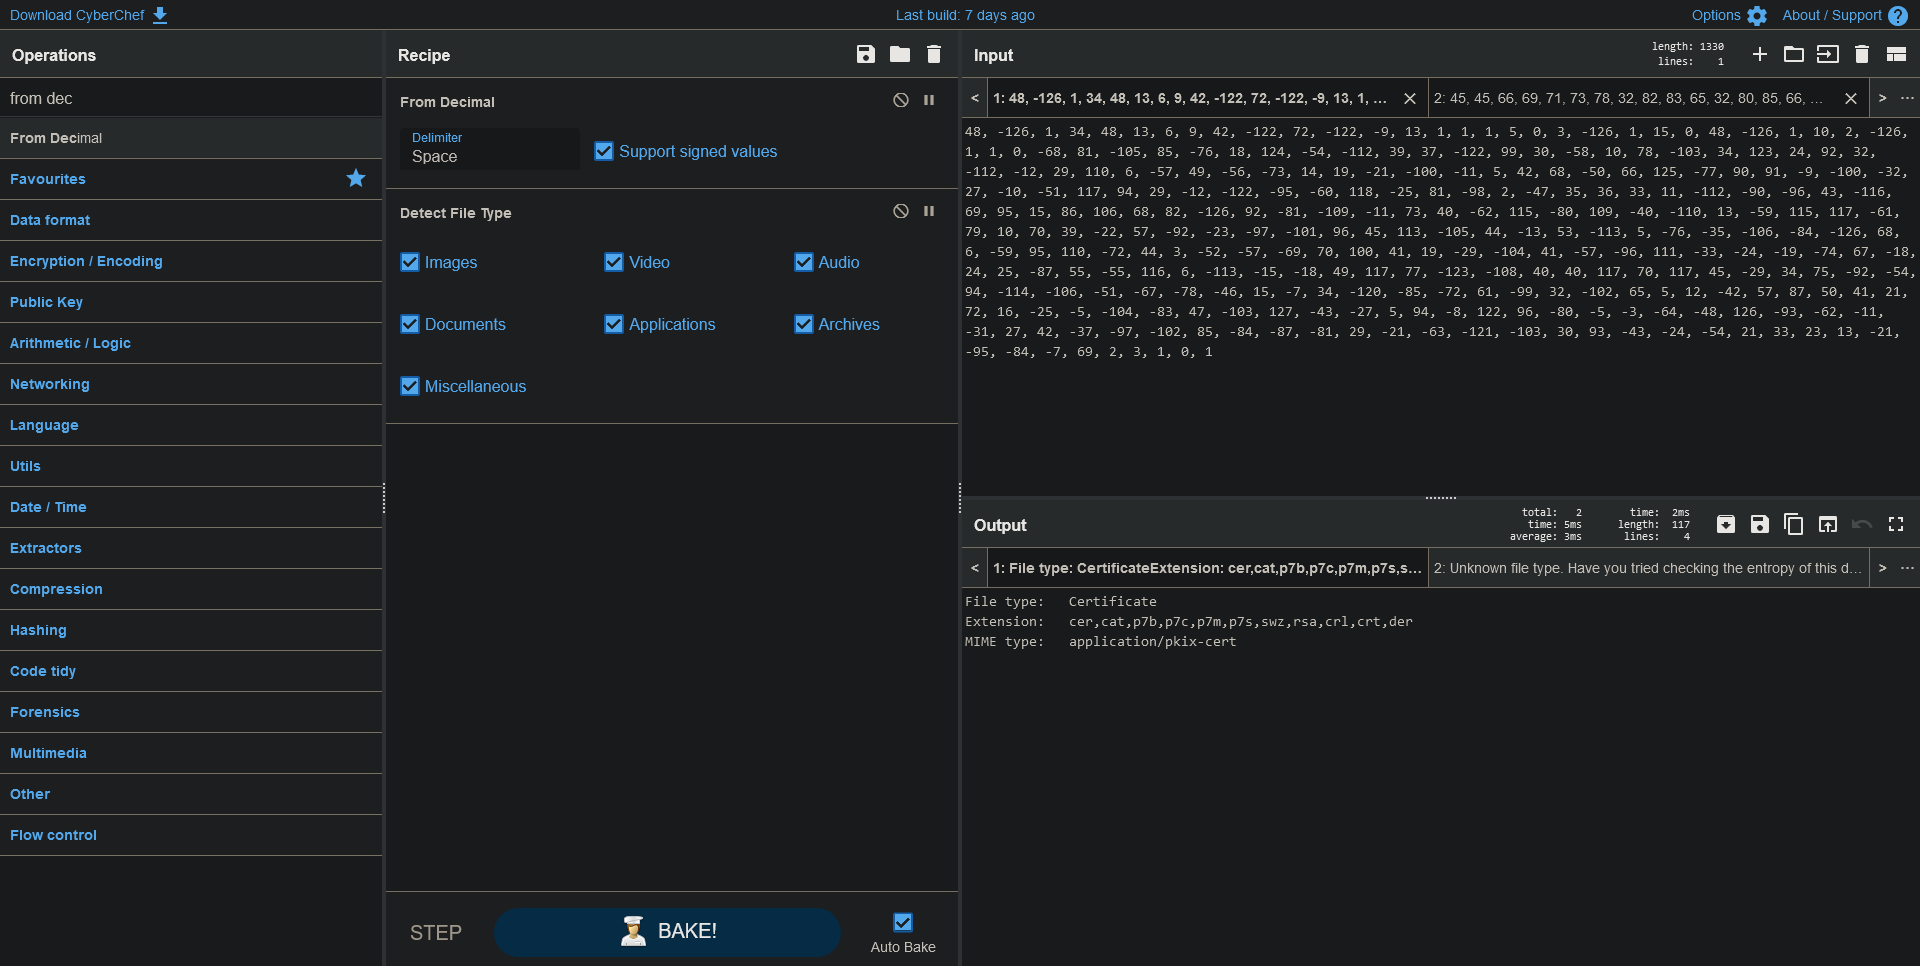 Download CyberChef
Last build: 7 days ago
Options
About / Support
Operations
from dec
From Decimal
Favourites
Data format
Encryption / Encoding
Public Key
Arithmetic / Logic
Networking
Language
Utils
Date / Time
Extractors
Compression
Hashing
Code tidy
Forensics
Multimedia
Other
Flow control
Recipe
From Decimal
Delimiter
Space
Support signed values
Detect File Type
Images
Video
Audio
Documents
Applications
Archives
Miscellaneous
STEP
BAKE!
Auto Bake
Input
length: 1330
lines: 1
<
1: 48, -126, 1, 34, 48, 13, 6, 9, 42, -122, 72, -122, -9, 13, 1, ...
2: 45, 45, 66, 69, 71, 73, 78, 32, 82, 83, 65, 32, 80, 85, 66, ...
>
...
48, -126, 1, 34, 48, 13, 6, 9, 42, -122, 72, -122, -9, 13, 1, 1, 1, 5, 0, 3, -126, 1, 15, 0, 48, -126, 1, 10, 2, -126,
1, 1, 0, -68, 81, -105, 85, -76, 18, 124, -54, -112, 39, 37, -122, 99, 30, -58, 10, 78, -103, 34, 123, 24, 92, 32,
-112, -12, 29, 110, 6, -57, 49, -56, -73, 14, 19, -21, -100, -11, 5, 42, 68, -50, 66, 125, -77, 90, 91, -9, -100, -32,
27, -10, -51, 117, 94, 29, -12, -122, -95, -60, 118, -25, 81, -98, 2, -47, 35, 36, 33, 11, -112, -90, -96, 43, -116,
69, 95, 15, 86, 106, 68, 82, -126, 92, -81, -109, -11, 73, 40, -62, 115, -80, 109, -40, -110, 13, -59, 115, 117, -61,
79, 10, 70, 39, -22, 57, -92, -23, -97, -101, 96, 45, 113, -105, 44, -13, 53, -113, 5, -76, -35, -106, -84, -126, 68,
6, -59, 95, 110, -72, 44, 3, -52, -57, -69, 70, 100, 41, 19, -29, -104, 41, -57, -96, 111, -33, -24, -19, -74, 67, -18,
24, 25, -87, 55, -55, 116, 6, -113, -15, -18, 49, 117, 77, -123, -108, 40, 40, 117, 70, 117, 45, -29, 34, 75, -92, -54,
94, -114, -106, -51, -67, -78, -46, 15, -7, 34, -120, -85, -72, 61, -99, 32, -102, 65, 5, 12, -42, 57, 87, 50, 41, 21,
72, 16, -25, -5, -104, -83, 47, -103, 127, -43, -27, 5, 94, -8, 122, 96, -80, -5, -3, -64, -48, 126, -93, -62, -11,
-31, 27, 42, -37, -97, -102, 85, -84, -87, -81, 29, -21, -63, -121, -103, 30, 93, -43, -24, -54, 21, 33, 23, 13, -21,
-95, -84, -7, 69, 2, 3, 1, 0, 1
Output
total: 2
time: 5ms
average: 3ms
time: 2ms
length: 117
lines: 4
<
1: File type: CertificateExtension: cer,cat,p7b,p7c,p7m,p7s,s...
2: Unknown file type. Have you tried checking the entropy of this d...
>
...
File type: Certificate
Extension: cer,cat,p7b,p7c,p7m,p7s,swz,rsa,crl,crt,der
MIME type: application/pkix-cert